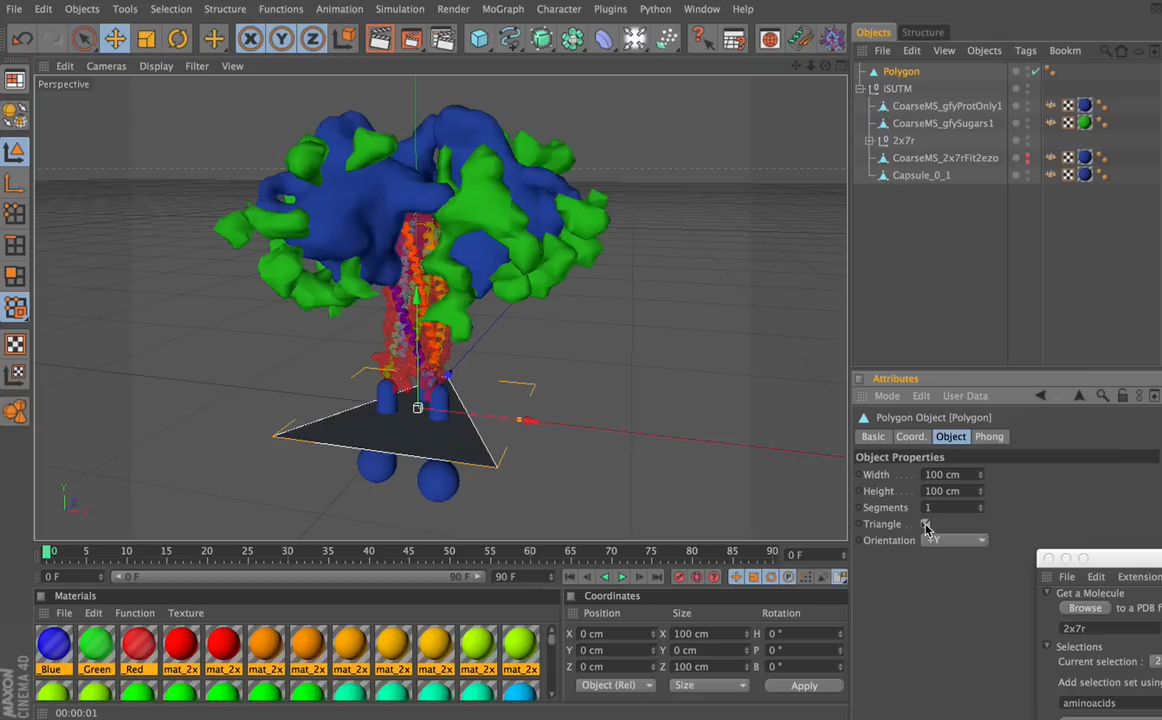 File Edit Objects Tools Selection Structure Functions Animation Simulation Render MoGraph Character Plugins Python Window Help
X Y Z
Edit Cameras Display Filter View
Perspective
Y
Z
X
Objects Structure
File Edit View Objects Tags Bookm
Polygon
iSUTM
CoarseMS_gfyProtOnly1
CoarseMS_gfySugars1
2x7r
CoarseMS_2x7rFit2ezo
Capsule_0_1
Attributes
Mode Edit User Data
Polygon Object [Polygon]
Basic Coord. Object Phong
Object Properties
Width 100 cm
Height 100 cm
Segments 1
Triangle
Orientation +Y
File Edit Extension
Get a Molecule
Browse to a PDB f
2x7r
Selections
Current selection : 2
Add selection set using
aminoacids
0 5 10 15 20 25 30 35 40 45 50 55 60 65 70 75 80 85 90 0 F
0 F 0 F 90 F 90 F
Materials
File Edit Function Texture
Blue Green Red mat_2x mat_2x mat_2x mat_2x mat_2x mat_2x mat_2x mat_2x mat_2x
Coordinates
Position Size Rotation
X 0 cm X 100 cm H 0 °
Y 0 cm Y 0 cm P 0 °
Z 0 cm Z 100 cm B 0 °
Object (Rel) Size Apply
MAXON
CINEMA 4D
00:00:01